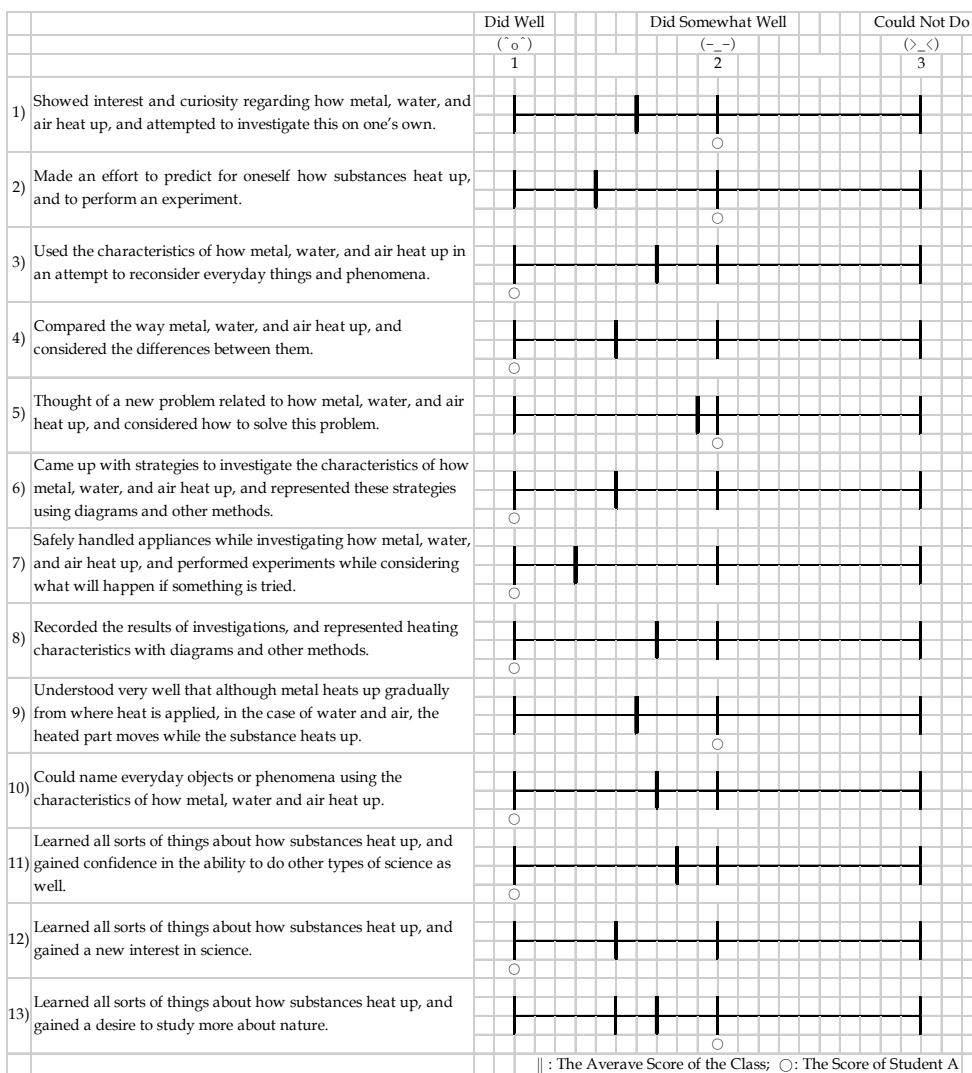 Did Well Did Somewhat Well Could Not Do
(^o^) (-_-) (>_<)
1 2 3
1) Showed interest and curiosity regarding how metal, water, and
air heat up, and attempted to investigate this on one's own.
2) Made an effort to predict for oneself how substances heat up,
and to perform an experiment.
3) Used the characteristics of how metal, water, and air heat up in
an attempt to reconsider everyday things and phenomena.
4) Compared the way metal, water, and air heat up, and
considered the differences between them.
5) Thought of a new problem related to how metal, water, and air
heat up, and considered how to solve this problem.
Came up with strategies to investigate the characteristics of how
6) metal, water, and air heat up, and represented these strategies
using diagrams and other methods.
Safely handled appliances while investigating how metal, water,
7) and air heat up, and performed experiments while considering
what will happen if something is tried.
8) Recorded the results of investigations, and represented heating
characteristics with diagrams and other methods.
Understood very well that although metal heats up gradually
9) from where heat is applied, in the case of water and air, the
heated part moves while the substance heats up.
10) Could name everyday objects or phenomena using the
characteristics of how metal, water and air heat up.
Learned all sorts of things about how substances heat up, and
11) gained confidence in the ability to do other types of science as
well.
12) Learned all sorts of things about how substances heat up, and
gained a new interest in science.
13) Learned all sorts of things about how substances heat up, and
gained a desire to study more about nature.
‖ : The Averave Score of the Class; ○: The Score of Student A